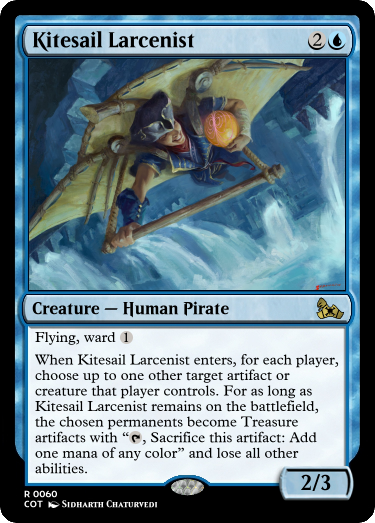 Kitesail Larcenist 2
Creature — Human Pirate
Flying, ward 1
When Kitesail Larcenist enters, for each player,
choose up to one other target artifact or
creature that player controls. For as long as
Kitesail Larcenist remains on the battlefield,
the chosen permanents become Treasure
artifacts with “, Sacrifice this artifact: Add
one mana of any color” and lose all other
abilities.
2/3
R 0060
COT Sidharth Chaturvedi